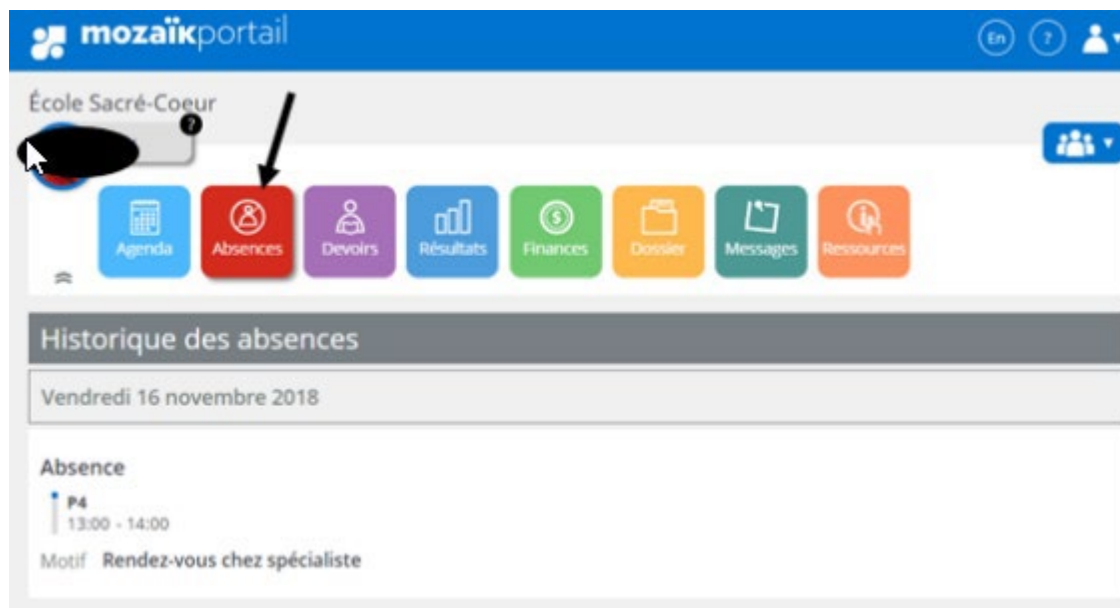 mozaïkportail
En ?
École Sacré-Coeur
?
Agenda Absences Devoirs Résultats Finances Dossier Messages Ressources
Historique des absences
Vendredi 16 novembre 2018
Absence
P4
13:00 - 14:00
Motif Rendez-vous chez spécialiste